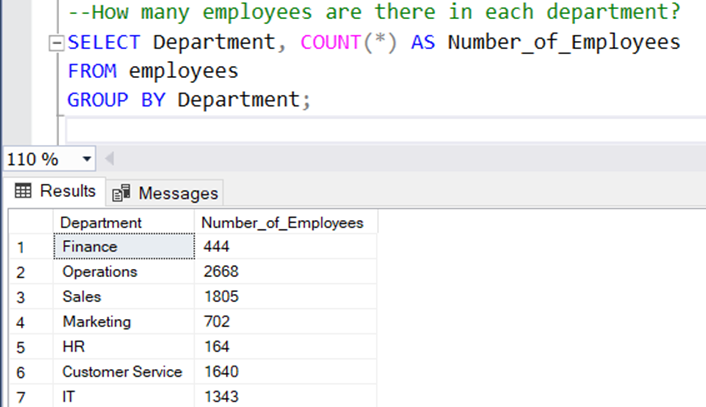 --How many employees are there in each department?
SELECT Department, COUNT(*) AS Number_of_Employees
FROM employees
GROUP BY Department;
110 %
Results Messages
Department Number_of_Employees
1 Finance 444
2 Operations 2668
3 Sales 1805
4 Marketing 702
5 HR 164
6 Customer Service 1640
7 IT 1343